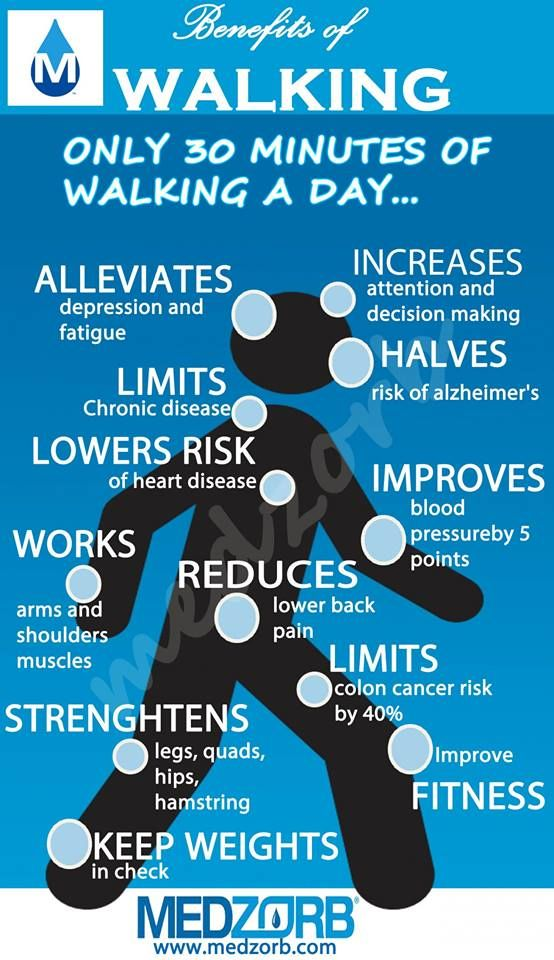 M
Benefits of
WALKING
ONLY 30 MINUTES OF
WALKING A DAY...
INCREASES
attention and
decision making
ALLEVIATES
depression and
fatigue
HALVES
risk of alzheimer's
LIMITS
Chronic disease
LOWERS RISK
of heart disease
IMPROVES
blood
pressureby 5
points
WORKS
arms and
shoulders
muscles
REDUCES
lower back
pain
LIMITS
colon cancer risk
by 40%
STRENGHTENS
legs, quads,
hips,
hamstring
Improve
FITNESS
KEEP WEIGHTS
in check
medzorb
MEDZORB®
www.medzorb.com